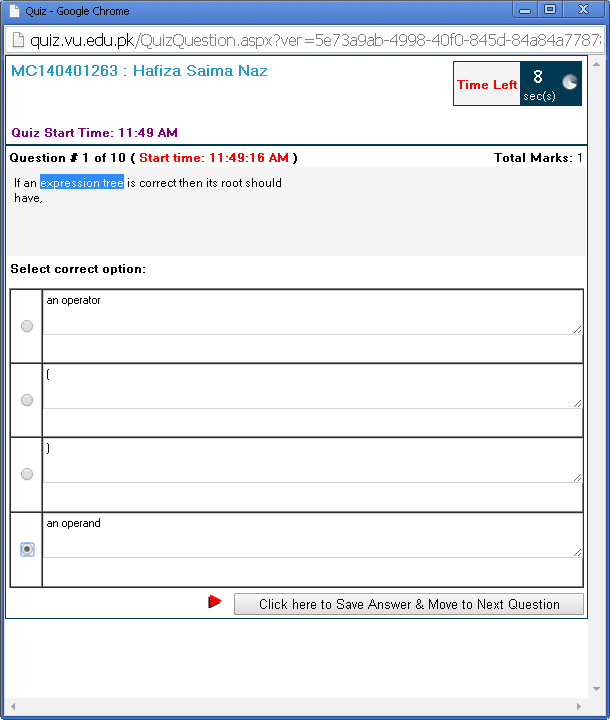 Quiz - Google Chrome
quiz.vu.edu.pk/QuizQuestion.aspx?ver=5e73a9ab-4998-40f0-845d-84a84a7787
MC140401263 : Hafiza Saima Naz
Time Left
8
sec(s)
Quiz Start Time: 11:49 AM
Question # 1 of 10 ( Start time: 11:49:16 AM )
Total Marks: 1
If an expression tree is correct then its root should
have,
Select correct option:
an operator
(
)
an operand
Click here to Save Answer & Move to Next Question